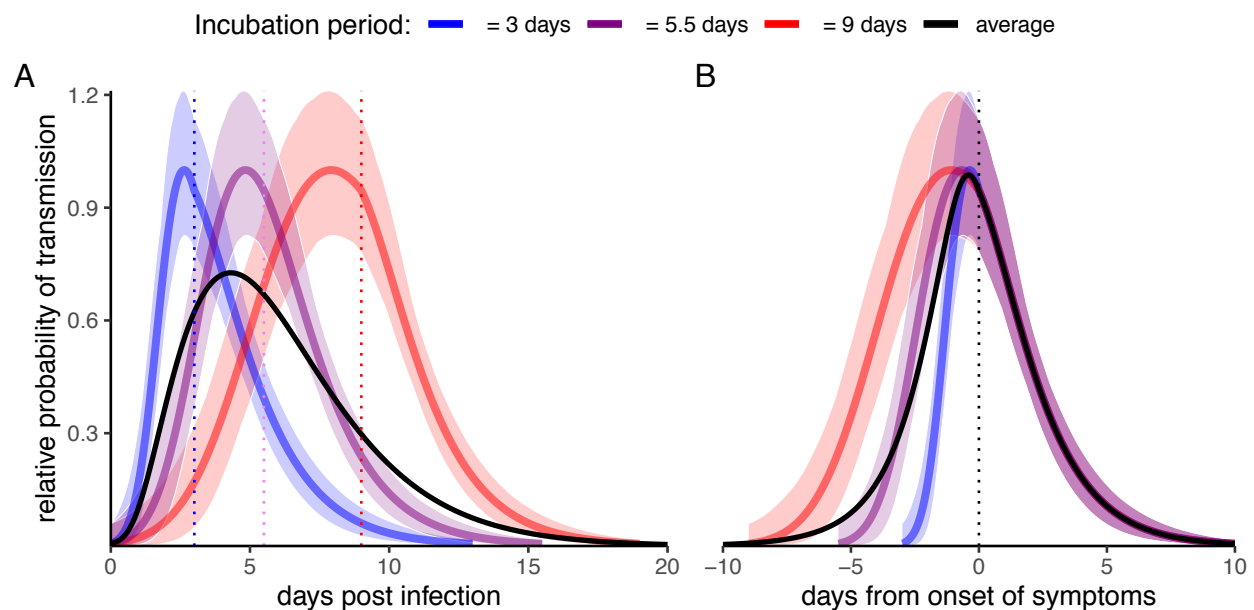 Incubation period: = 3 days = 5.5 days = 9 days average
A
B
1.2
0.9
0.6
0.3
relative probability of transmission
0 5 10 15 20
−10 −5 0 5 10
days post infection
days from onset of symptoms